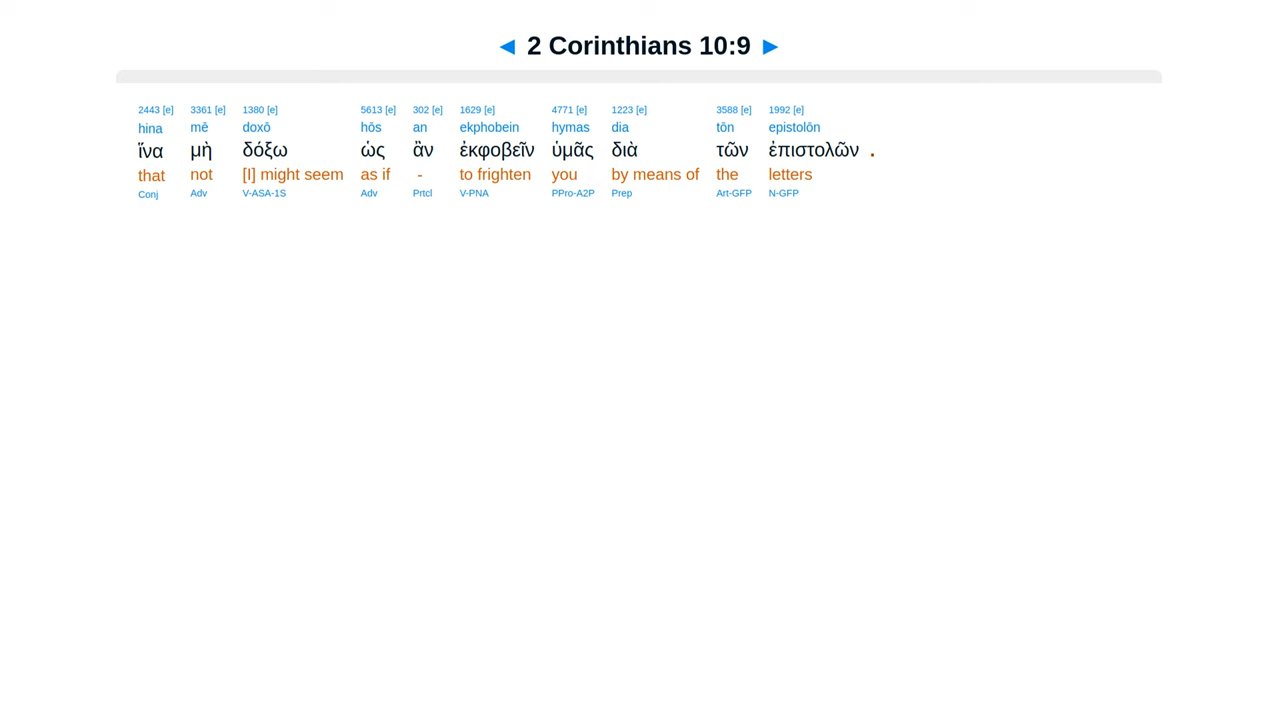 ◄ 2 Corinthians 10:9 ►
2443 [e] 3361 [e] 1380 [e] 5613 [e] 302 [e] 1629 [e] 4771 [e] 1223 [e] 3588 [e] 1992 [e]
hina mē doxō hōs an ekphobein hymas dia tōn epistolōn
ἵνα μὴ δόξω ὡς ἂν ἐκφοβεῖν ὑμᾶς διὰ τῶν ἐπιστολῶν .
that not [I] might seem as if - to frighten you by means of the letters
Conj Adv V-ASA-1S Adv Prtcl V-PNA PPro-A2P Prep Art-GFP N-GFP